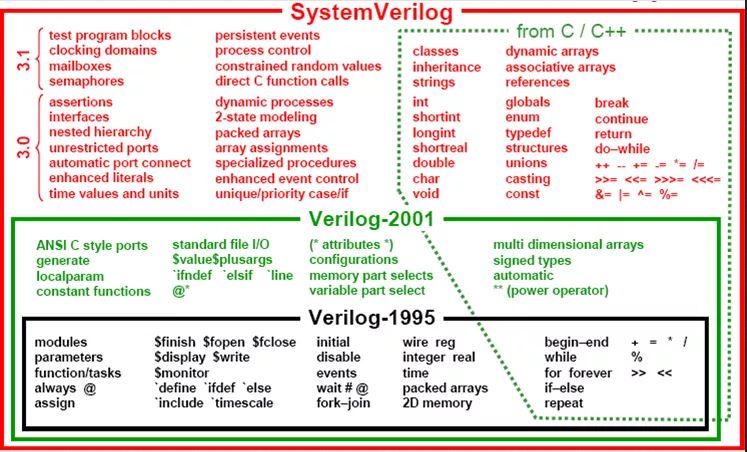 SystemVerilog
from C / C++
3.1
test program blocks persistent events
clocking domains process control classes dynamic arrays
mailboxes constrained random values inheritance associative arrays
semaphores direct C function calls strings references
3.0
assertions dynamic processes int globals break
interfaces 2-state modeling shortint enum continue
nested hierarchy packed arrays longint typedef return
unrestricted ports array assignments shortreal structures do–while
automatic port connect specialized procedures double unions ++ -- += -= *= /=
enhanced literals enhanced event control char casting >>= <<= >>>= <<<=
time values and units unique/priority case/if void const &= |= ^= %=
Verilog-2001
ANSI C style ports standard file I/O (* attributes *) multi dimensional arrays
generate $value$plusargs configurations signed types
localparam `ifndef `elsif `line memory part selects automatic
constant functions @* variable part select ** (power operator)
Verilog-1995
modules $finish $fopen $fclose initial wire reg begin–end + = * /
parameters $display $write disable integer real while %
function/tasks $monitor events time for forever >> <<
always @ `define `ifdef `else wait # @ packed arrays if–else
assign `include `timescale fork–join 2D memory repeat